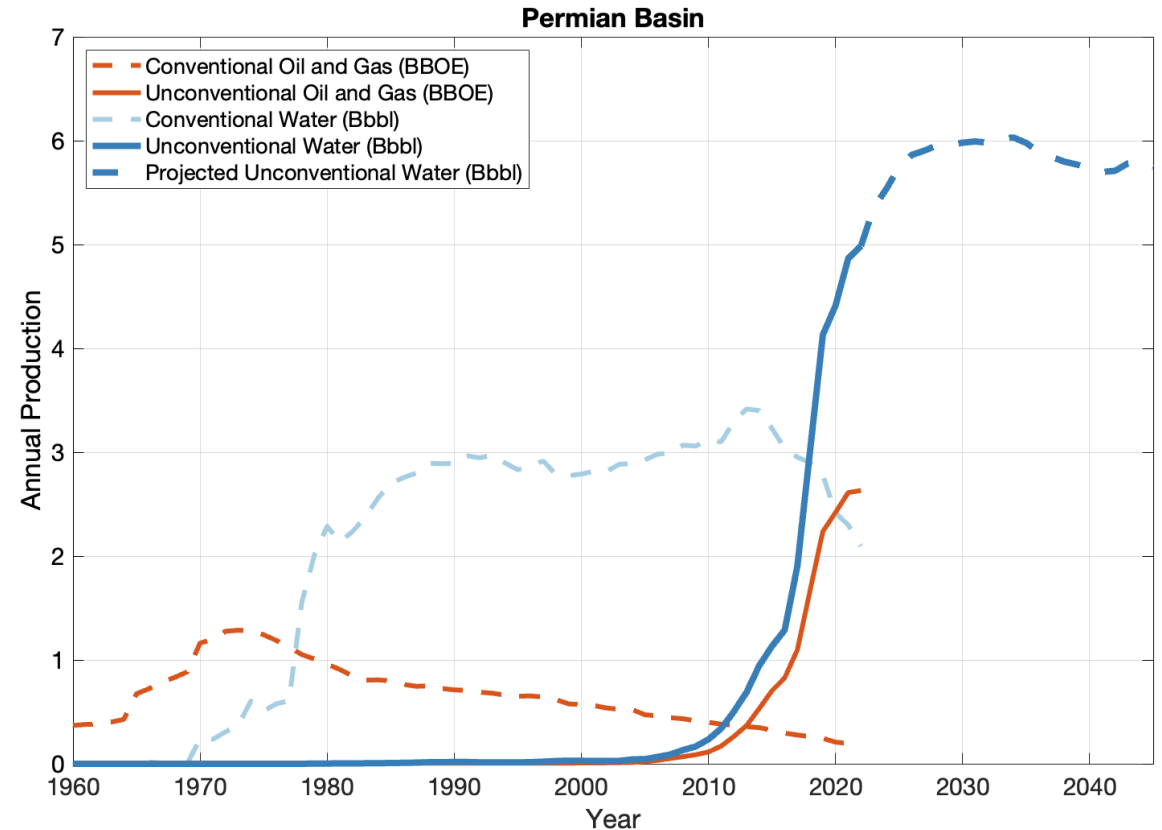 Permian Basin
7
6
5
4
3
2
1
0
Annual Production
Conventional Oil and Gas (BBOE)
Unconventional Oil and Gas (BBOE)
Conventional Water (Bbbl)
Unconventional Water (Bbbl)
Projected Unconventional Water (Bbbl)
1960 1970 1980 1990 2000 2010 2020 2030 2040
Year